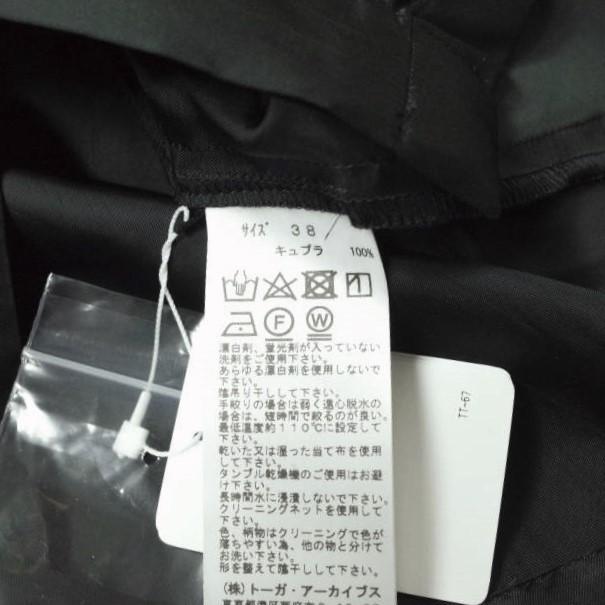 サイズ 38
キュプラ 100%
F W
漂白剤、蛍光剤が入っていない
洗剤をご使用下さい。
あらゆる漂白剤を使用しないで
下さい。
陰吊り干しして下さい。
手絞りの場合は弱く遠心脱水の
場合は、短時間で絞るのが良い。
最低温度約110℃に設定して
下さい。
乾いた又は湿った当て布を使用
して下さい。
タンブル乾燥機のご使用はお避
け下さい。
長時間水に浸漬しないで下さい。
クリーニングネットを使用して
下さい。
色、柄物はクリーニングで色が
落ちやすい為、他の物と分けて
お洗い下さい。
形を整えて陰干しして下さい。
(株)トーガ・アーカイブス
TT-67